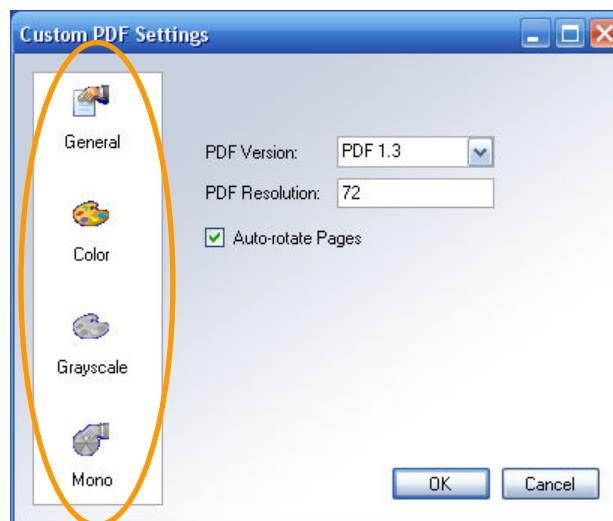 Custom PDF Settings
General
PDF Version: PDF 1.3
PDF Resolution: 72
Auto-rotate Pages
Color
Grayscale
Mono
OK Cancel